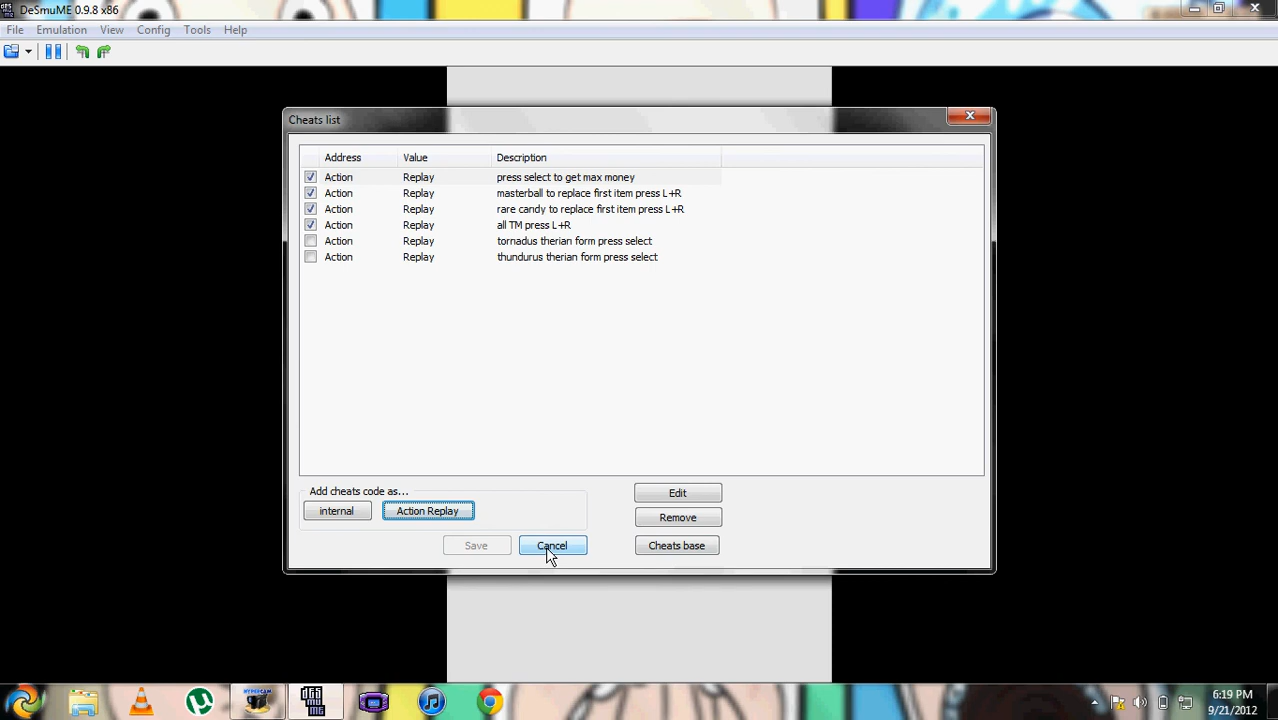 DeSmuME 0.9.8 x86
File Emulation View Config Tools Help
Cheats list
Address Value Description
Action Replay press select to get max money
Action Replay masterball to replace first item press L+R
Action Replay rare candy to replace first item press L+R
Action Replay all TM press L+R
Action Replay tornadus therian form press select
Action Replay thundurus therian form press select
Add cheats code as...
internal Action Replay
Edit
Remove
Save Cancel Cheats base
6:19 PM
9/21/2012